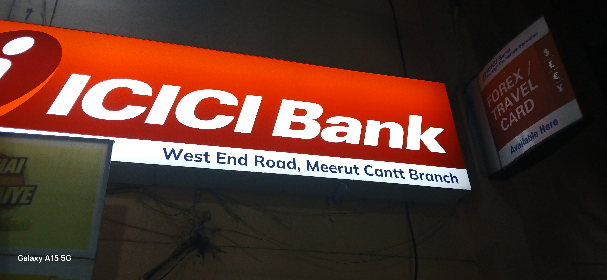 ICICI Bank
West End Road, Meerut Cantt Branch
FOREX /
TRAVEL
CARD
Available Here
$
£
€
¥
Galaxy A15 5G